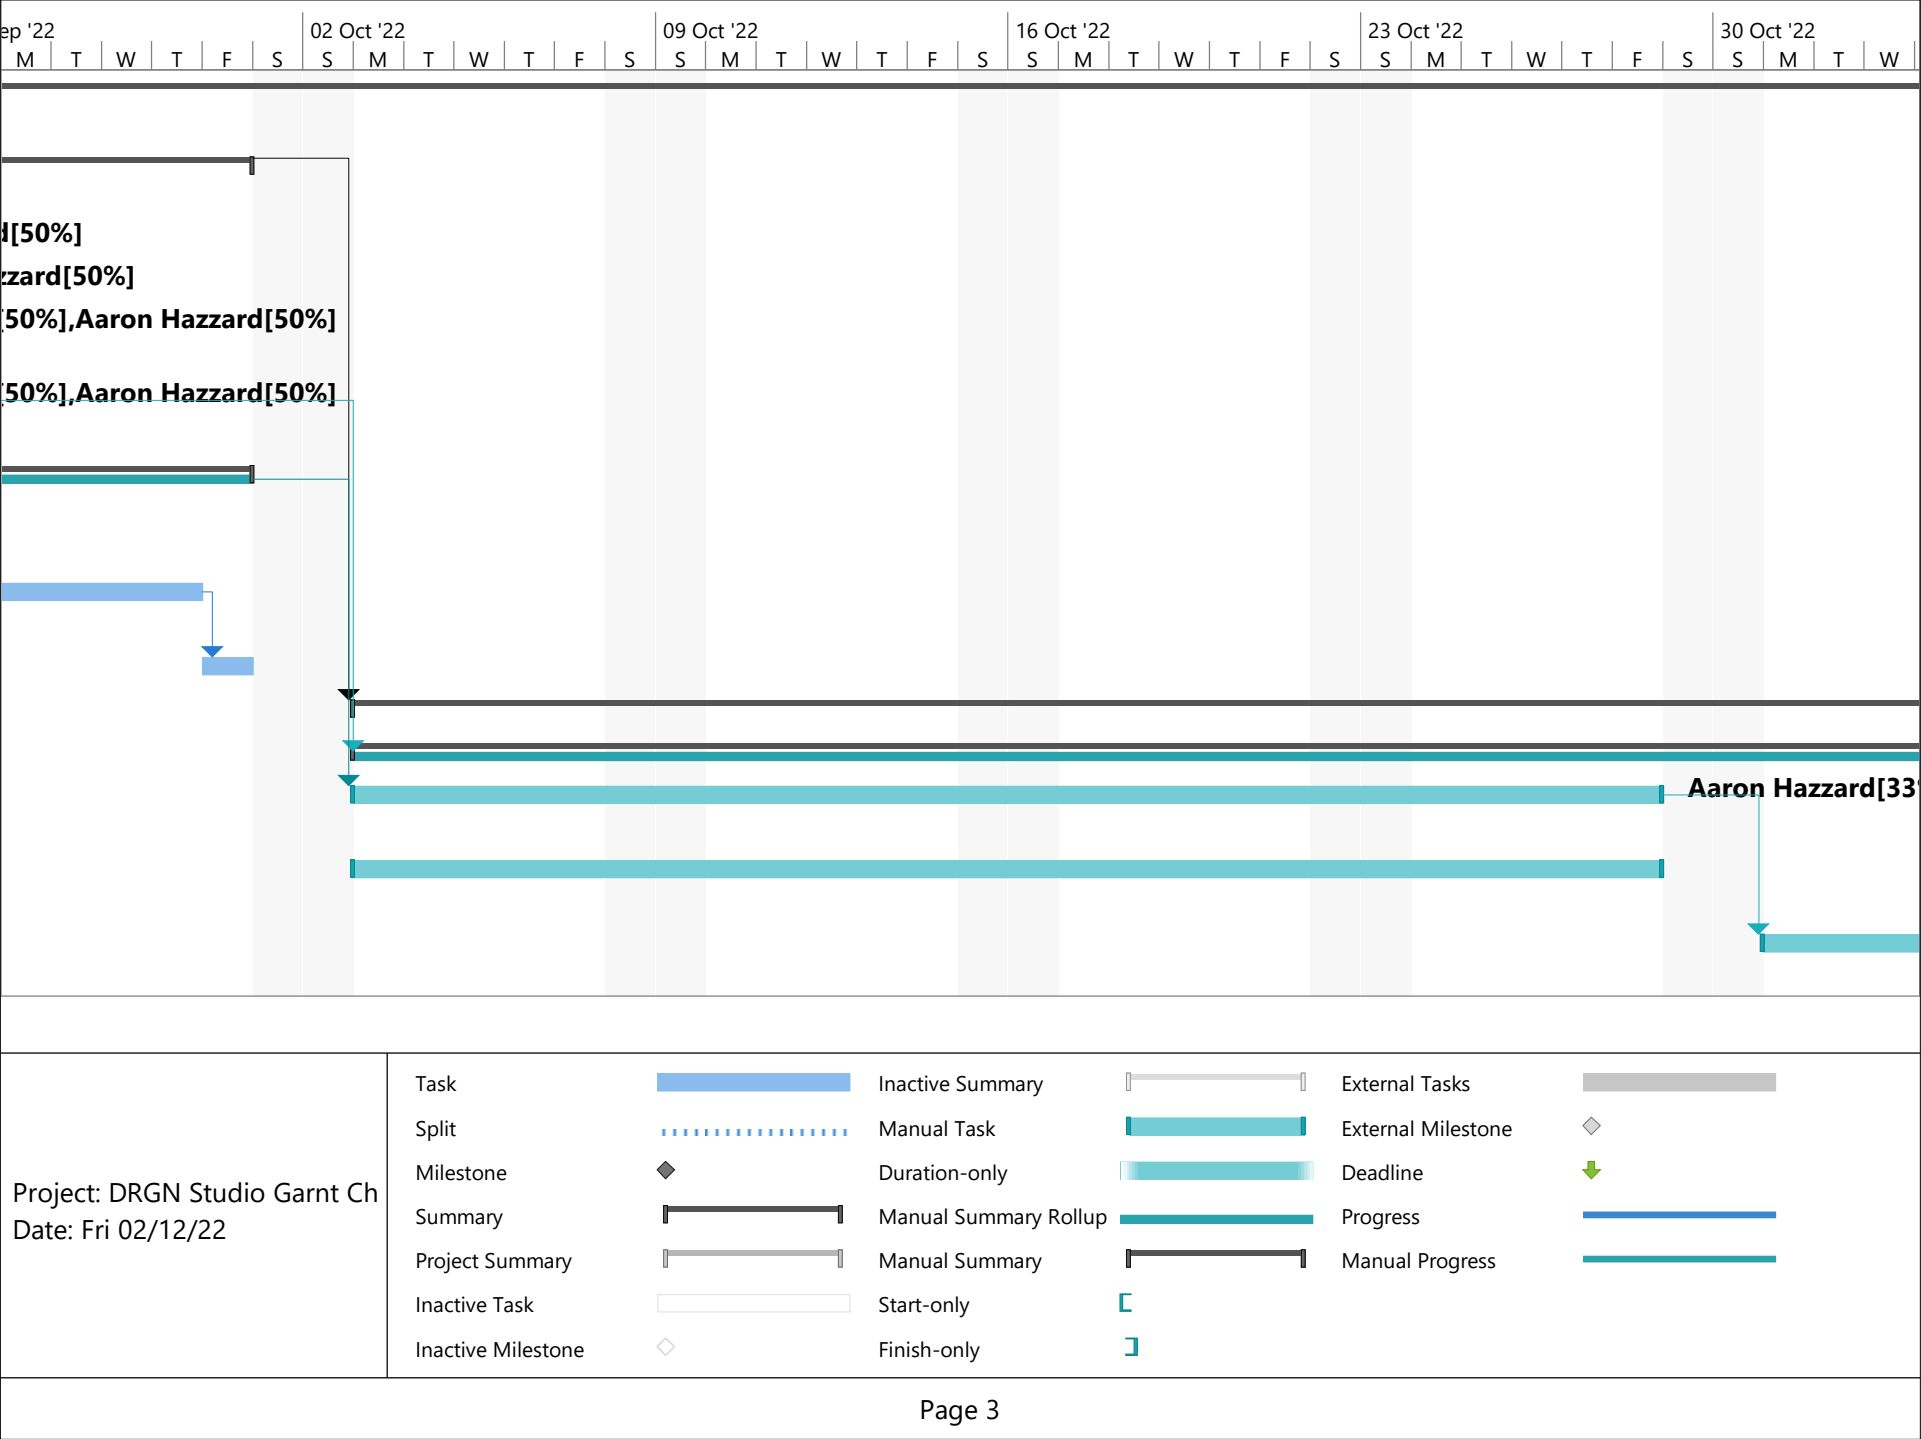 ep '22 02 Oct '22 09 Oct '22 16 Oct '22 23 Oct '22 30 Oct '22
M T W T F S S M T W T F S S M T W T F S S M T W T F S S M T W T F S S M T W
d[50%]
zzard[50%]
[50%],Aaron Hazzard[50%]
[50%],Aaron Hazzard[50%]
Aaron Hazzard[33%
Project: DRGN Studio Garnt Ch
Date: Fri 02/12/22
Task
Split
Milestone
Summary
Project Summary
Inactive Task
Inactive Milestone
Inactive Summary
Manual Task
Duration-only
Manual Summary Rollup
Manual Summary
Start-only
Finish-only
External Tasks
External Milestone
Deadline
Progress
Manual Progress
Page 3